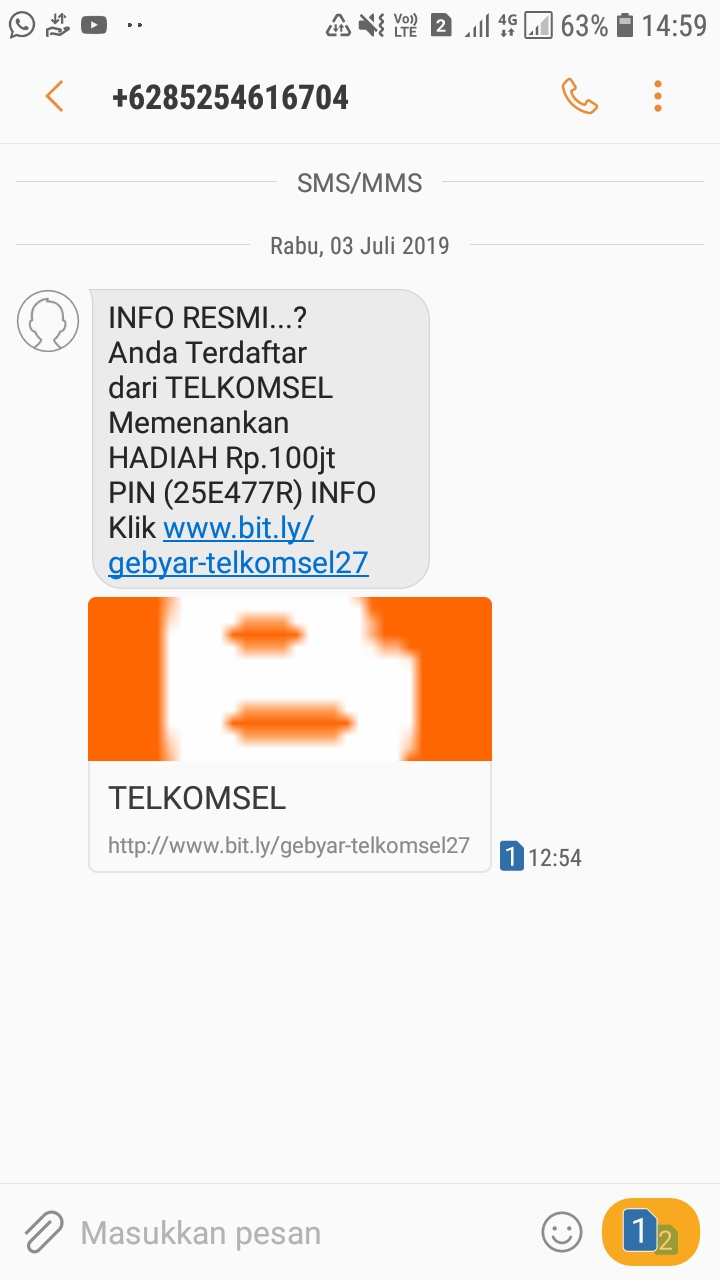 Vo)) LTE 2 4G 63% 14:59
+6285254616704
SMS/MMS
Rabu, 03 Juli 2019
INFO RESMI...?
Anda Terdaftar
dari TELKOMSEL
Memenankan
HADIAH Rp.100jt
PIN (25E477R) INFO
Klik www.bit.ly/
gebyar-telkomsel27
TELKOMSEL
http://www.bit.ly/gebyar-telkomsel27
1 12:54
Masukkan pesan
1 2